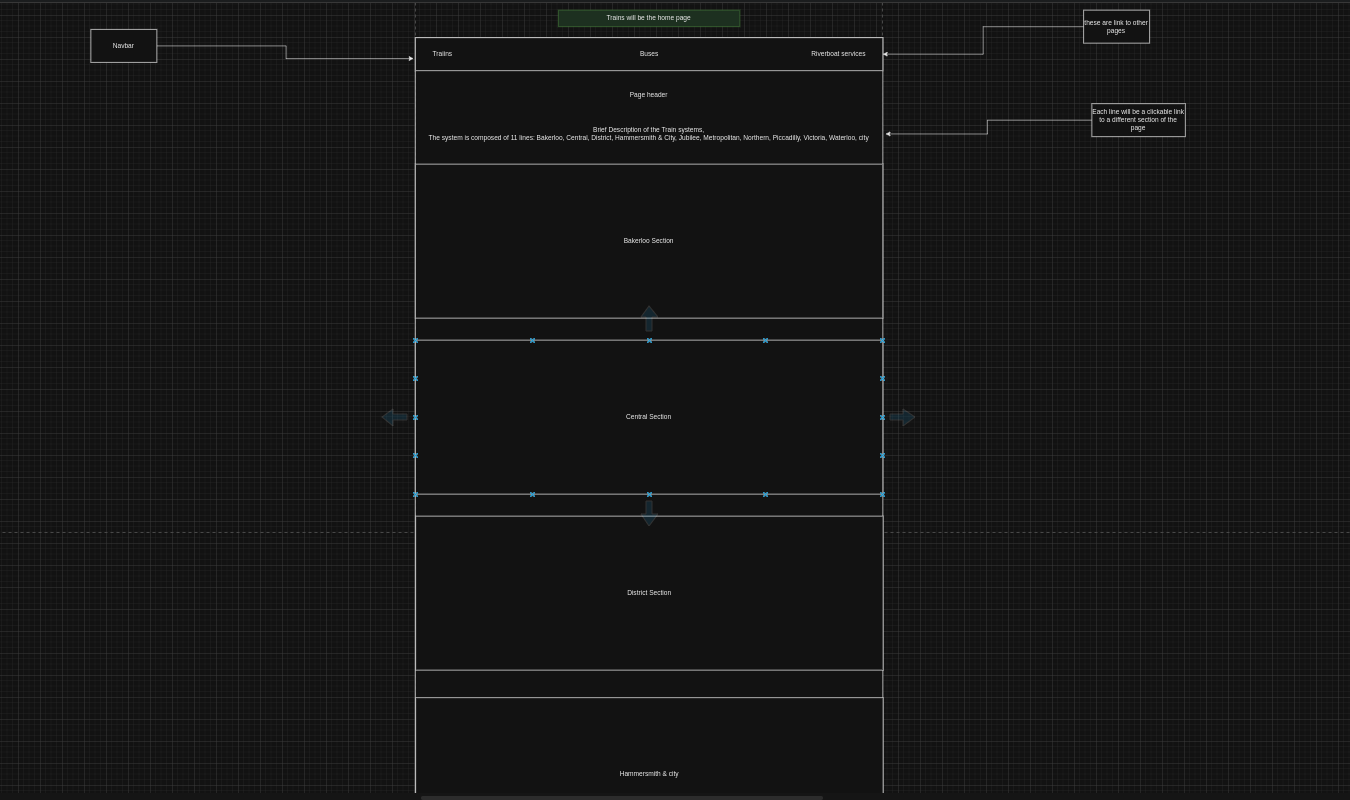 Trains will be the home page
these are link to other
pages
Navbar
Traiins
Buses
Riverboat services
Page header
Each line will be a clickable link
to a different section of the
page
Brief Description of the Train systems,
The system is composed of 11 lines: Bakerloo, Central, District, Hammersmith & City, Jubilee, Metropolitan, Northern, Piccadilly, Victoria, Waterloo, city
Bakerloo Section
Central Section
District Section
Hammersmith & city